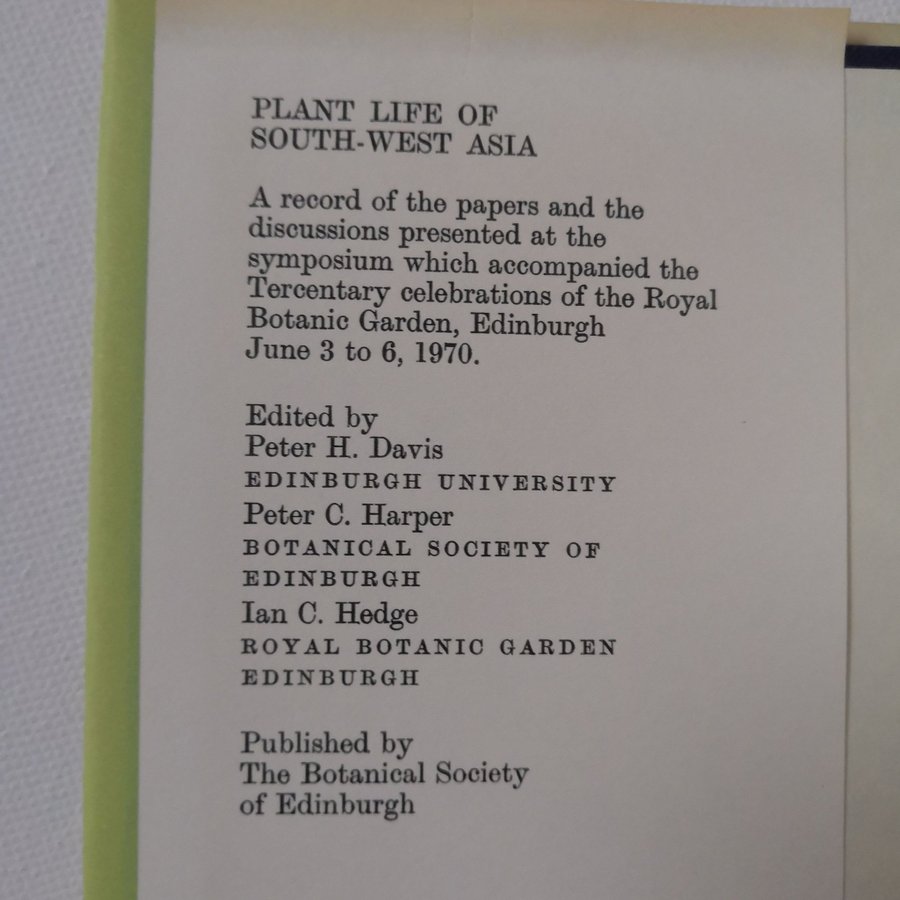 PLANT LIFE OF
SOUTH-WEST ASIA
A record of the papers and the
discussions presented at the
symposium which accompanied the
Tercentary celebrations of the Royal
Botanic Garden, Edinburgh
June 3 to 6, 1970.
Edited by
Peter H. Davis
EDINBURGH UNIVERSITY
Peter C. Harper
BOTANICAL SOCIETY OF
EDINBURGH
Ian C. Hedge
ROYAL BOTANIC GARDEN
EDINBURGH
Published by
The Botanical Society
of Edinburgh